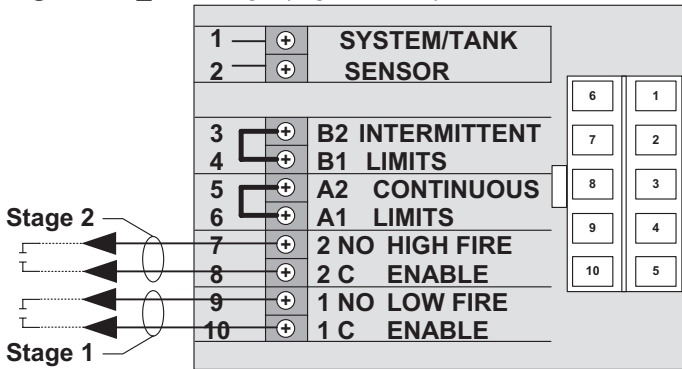 1 SYSTEM/TANK
2 SENSOR
3 B2 INTERMITTENT
4 B1 LIMITS
5 A2 CONTINUOUS
6 A1 LIMITS
7 2 NO HIGH FIRE
8 2 C ENABLE
9 1 NO LOW FIRE
10 1 C ENABLE
Stage 2
Stage 1
6 1
7 2
8 3
9 4
10 5